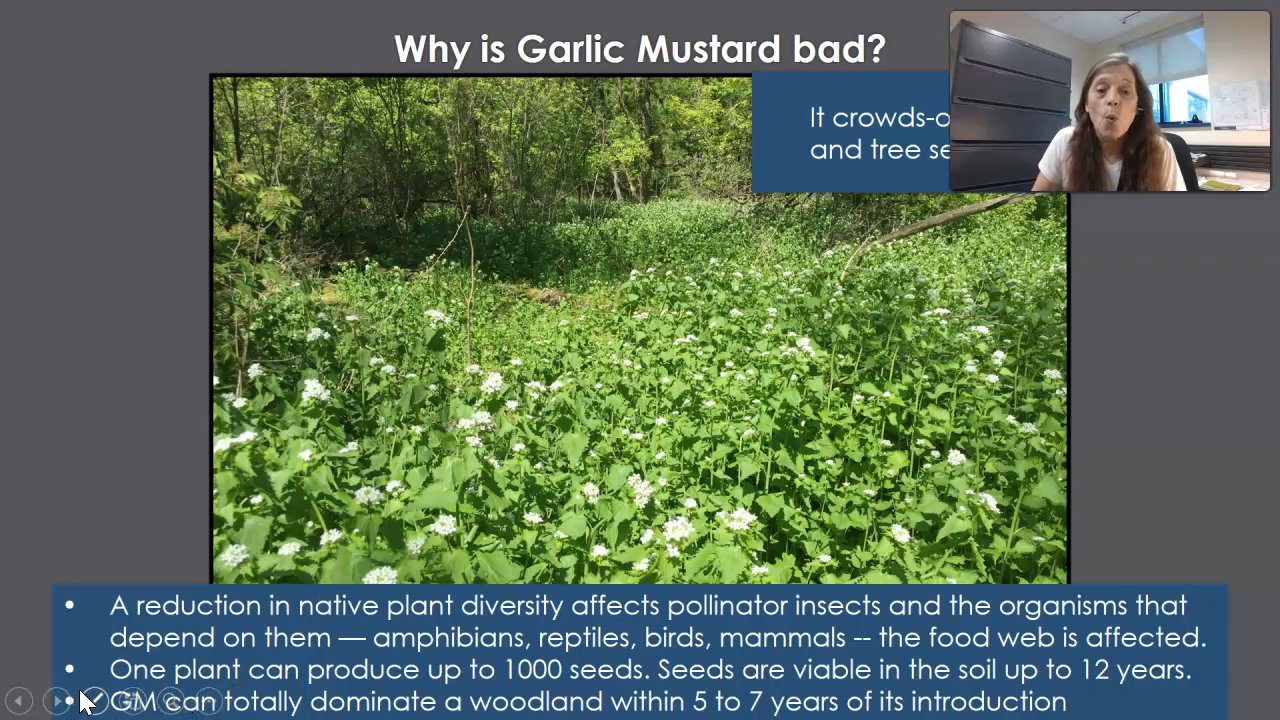 Why is Garlic Mustard bad?
It crowds-o
and tree se
• A reduction in native plant diversity affects pollinator insects and the organisms that
depend on them — amphibians, reptiles, birds, mammals -- the food web is affected.
• One plant can produce up to 1000 seeds. Seeds are viable in the soil up to 12 years.
• GM can totally dominate a woodland within 5 to 7 years of its introduction